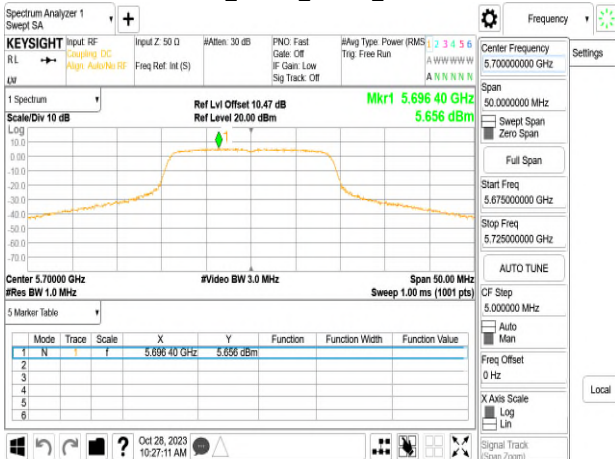 Spectrum Analyzer 1
Swept SA
+
Frequency
KEYSIGHT Input: RF Input Z: 50 Ω #Atten: 30 dB PNO: Fast #Avg Type: Power (RMS 1 2 3 4 5 6
RL Coupling: DC Gate: Off Trig: Free Run A W W W W W
Align: Auto/No RF Freq Ref: Int (S) IF Gain: Low
Sig Track: Off A N N N N N
Center Frequency
5.700000000 GHz
Settings
Span
50.0000000 MHz
Swept Span
Zero Span
Full Span
Start Freq
5.675000000 GHz
Stop Freq
5.725000000 GHz
AUTO TUNE
CF Step
5.000000 MHz
Auto
Man
Freq Offset
0 Hz
X Axis Scale
Log
Lin
Local
Signal Track
(Span Zoom)
1 Spectrum
Ref Lvl Offset 10.47 dB Mkr1 5.696 40 GHz
Scale/Div 10 dB Ref Level 20.00 dBm 5.656 dBm
Log
1
10.0
0.00
-10.0
-20.0
-30.0
-40.0
-50.0
-60.0
-70.0
Center 5.70000 GHz #Video BW 3.0 MHz Span 50.00 MHz
#Res BW 1.0 MHz Sweep 1.00 ms (1001 pts)
5 Marker Table
Mode Trace Scale X Y Function Function Width Function Value
1 N 1 f 5.696 40 GHz 5.656 dBm
2
3
4
5
6
? Oct 28, 2023
10:27:11 AM